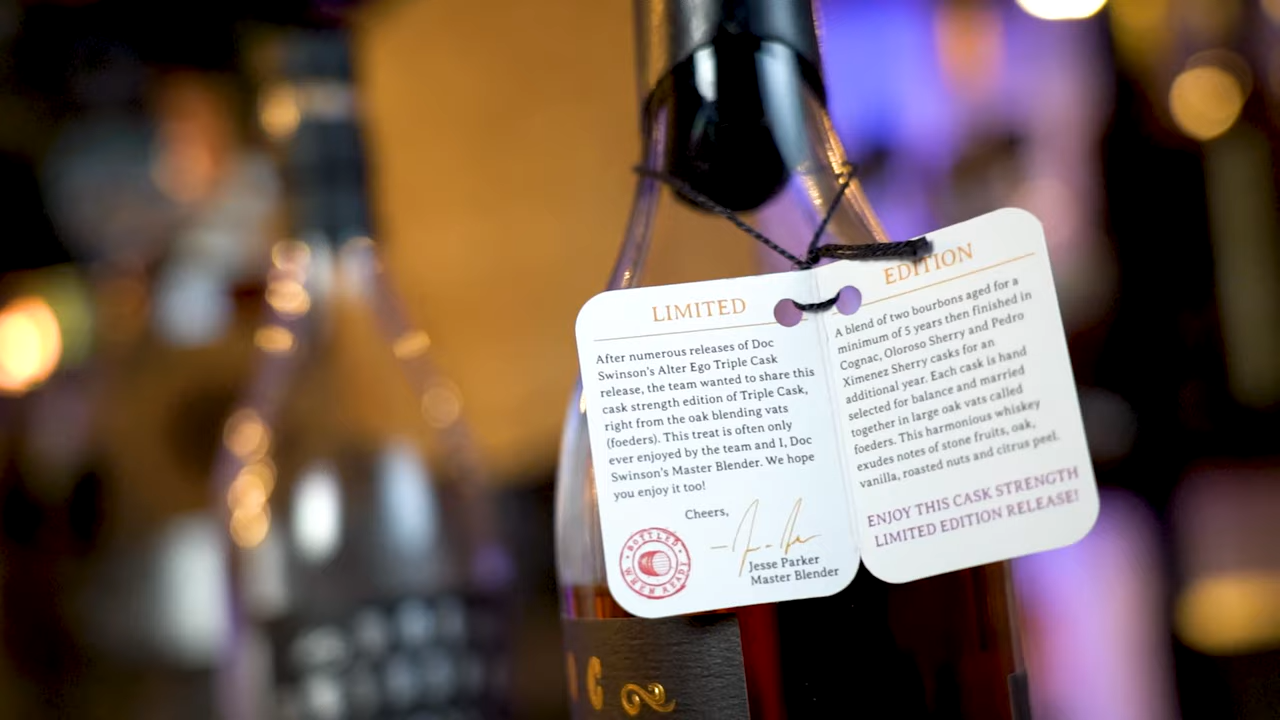 LIMITED
After numerous releases of Doc
Swinson's Alter Ego Triple Cask
release, the team wanted to share this
cask strength edition of Triple Cask,
right from the oak blending vats
(foeders). This treat is often only
ever enjoyed by the team and I, Doc
Swinson's Master Blender. We hope
you enjoy it too!
Cheers,
Jesse Parker
Master Blender
BOTTLED
WHEN READY
EDITION
A blend of two bourbons aged for a
minimum of 5 years then finished in
Cognac, Oloroso Sherry and Pedro
Ximenez Sherry casks for an
additional year. Each cask is hand
selected for balance and married
together in large oak vats called
foeders. This harmonious whiskey
exudes notes of stone fruits, oak,
vanilla, roasted nuts and citrus peel.
ENJOY THIS CASK STRENGTH
LIMITED EDITION RELEASE!
C